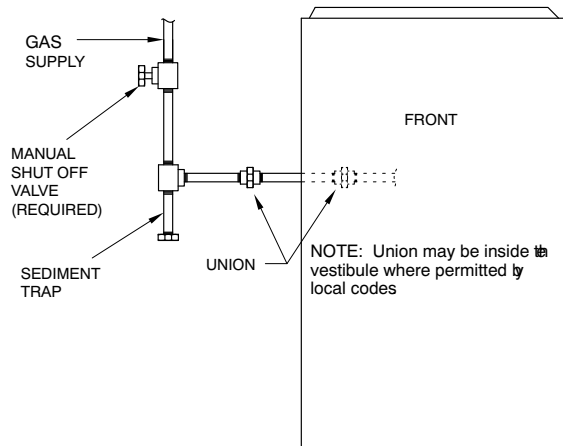 GAS
SUPPLY
MANUAL
SHUT OFF
VALVE
(REQUIRED)
SEDIMENT
TRAP
UNION
FRONT
NOTE: Union may be inside the
vestibule where permitted by
local codes